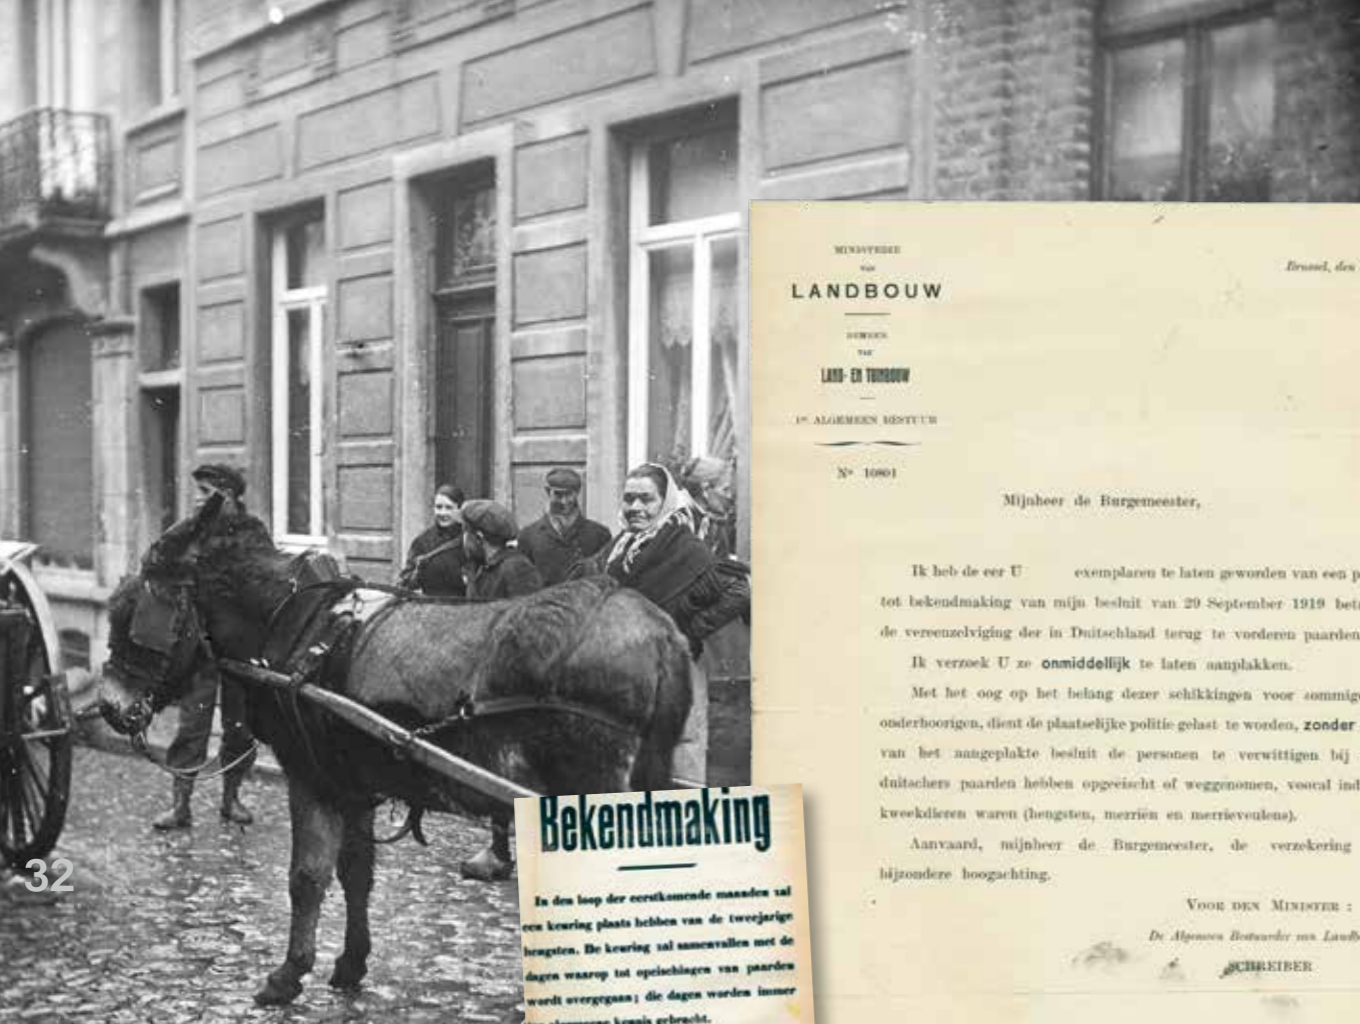 MINISTERIE
VAN
LANDBOUW
Brussel, den
VAN
LAND- EN TUINBOUW
1e ALGEMEEN BESTUUR
No 10801
Mijnheer de Burgemeester,
Ik heb de eer U exemplaren te laten geworden van een p
tot bekendmaking van mijn besluit van 29 September 1919 bet
de vereenzelviging der in Duitschland terug te vorderen paarden
Ik verzoek U ze onmiddellijk te laten aanplakken.
Met het oog op het belang dezer schikkingen voor sommige
onderhoorigen, dient de plaatselijke politie gelast te worden, zonder
van het aangeplakte besluit de personen te verwittigen bij
duitschers paarden hebben opgeëischt of weggenomen, vooral ind
kweekdieren waren (hengsten, merriën en merrieveulens).
Aanvaard, mijnheer de Burgemeester, de verzekering
bijzondere hoogachting.
VOOR DEN MINISTER :
De Algemeen Bestuurder van Landb
SCHREIBER
Bekendmaking
In den loop der eerstkomende maanden zal
een keuring plaats hebben van de tweejarige
hengsten. De keuring zal samenvallen met de
dagen waarop tot opeischingen van paarden
wordt overgegaan; die dagen worden immer
algemeene kennis gebracht.
32